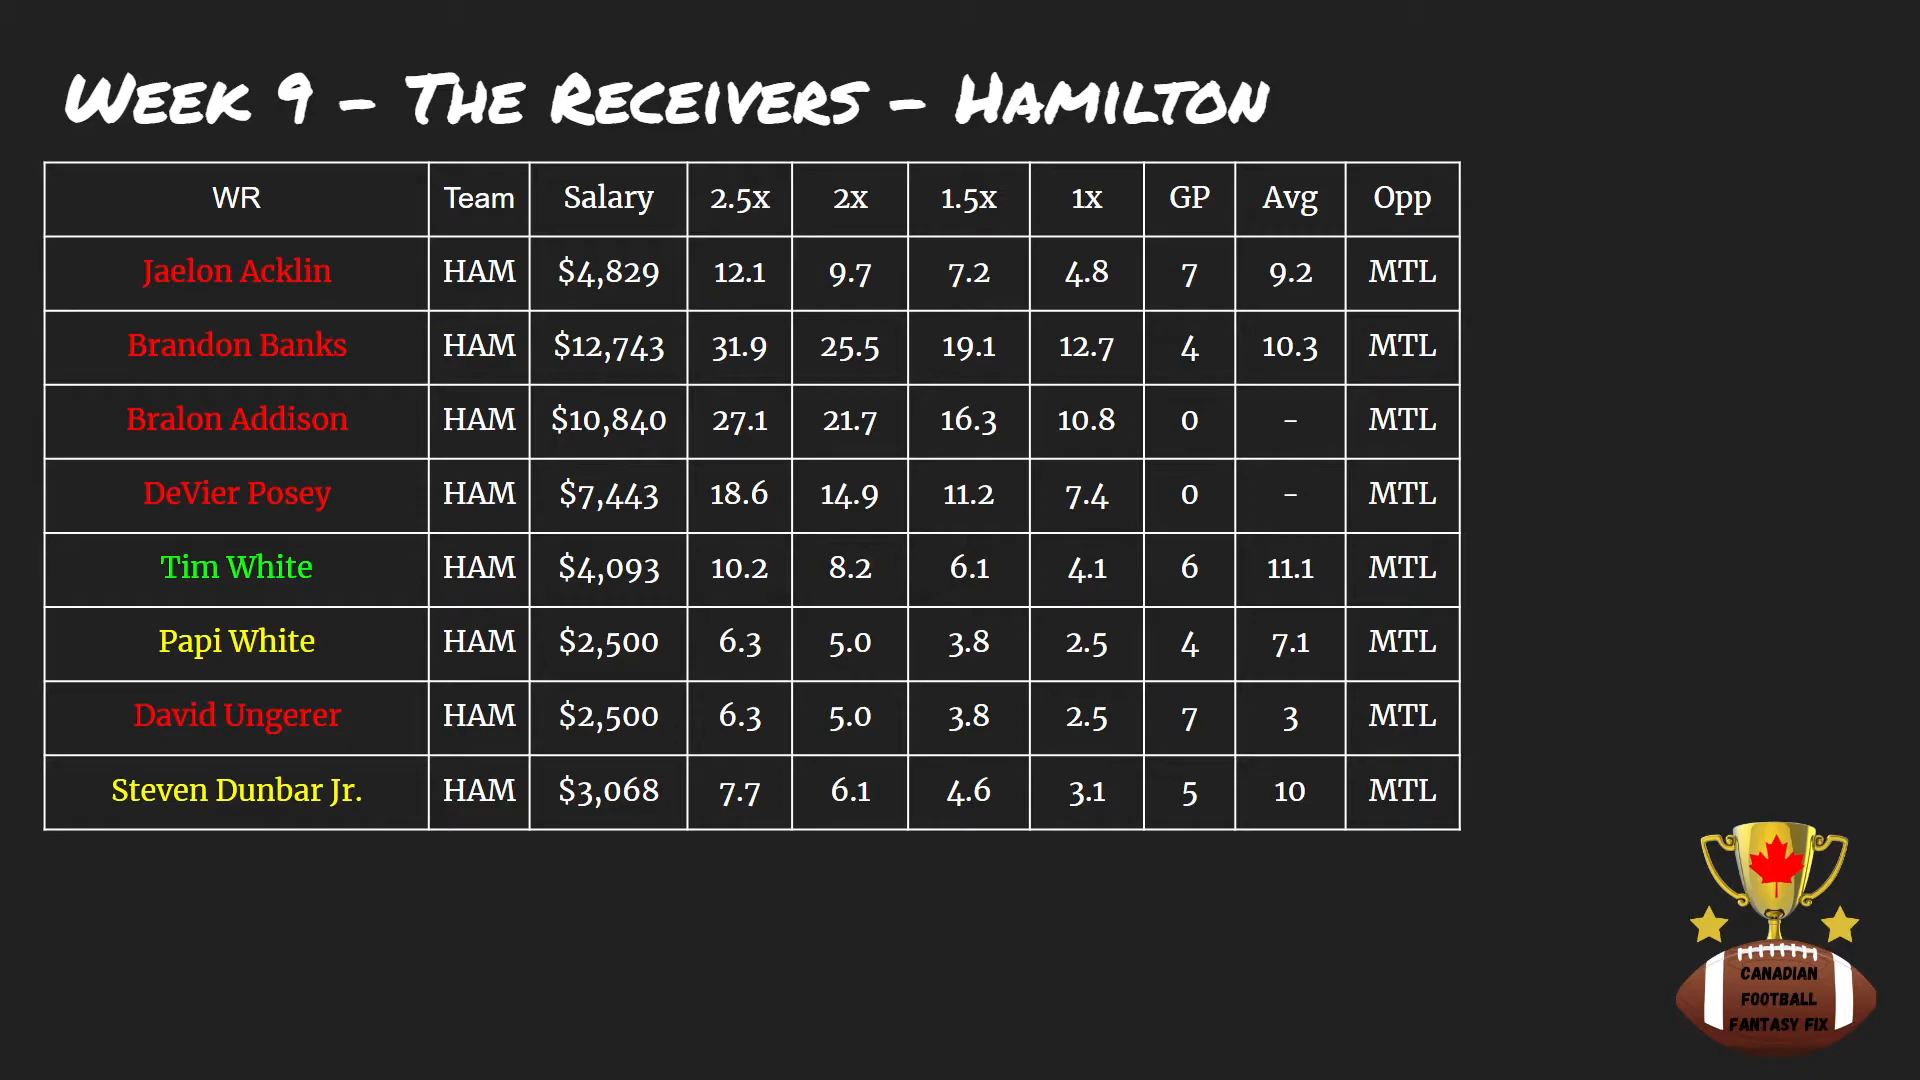 Week 9 - The Receivers - Hamilton
WR Team Salary 2.5x 2x 1.5x 1x GP Avg Opp
Jaelon Acklin HAM $4,829 12.1 9.7 7.2 4.8 7 9.2 MTL
Brandon Banks HAM $12,743 31.9 25.5 19.1 12.7 4 10.3 MTL
Bralon Addison HAM $10,840 27.1 21.7 16.3 10.8 0 - MTL
DeVier Posey HAM $7,443 18.6 14.9 11.2 7.4 0 - MTL
Tim White HAM $4,093 10.2 8.2 6.1 4.1 6 11.1 MTL
Papi White HAM $2,500 6.3 5.0 3.8 2.5 4 7.1 MTL
David Ungerer HAM $2,500 6.3 5.0 3.8 2.5 7 3 MTL
Steven Dunbar Jr. HAM $3,068 7.7 6.1 4.6 3.1 5 10 MTL
CANADIAN
FOOTBALL
FANTASY FIX